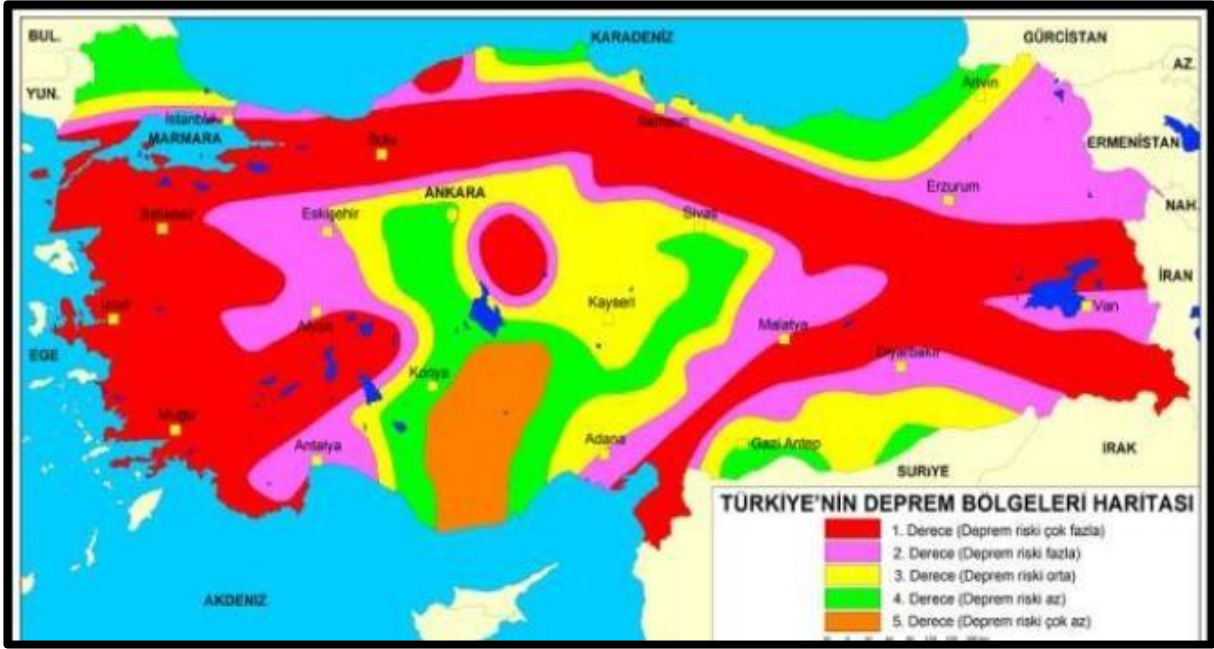 BUL.
KARADENİZ
GÜRCİSTAN
AZ.
YUN.
Artvin
İstanbul
Samsun
MARMARA
ERMENİSTAN
Bolu
Erzurum
ANKARA
NAH.
Balıkesir
Eskişehir
Sivas
İRAN
İzmir
Kayseri
Van
Afyon
Malatya
EGE
Diyarbakır
Konya
Muğla
Antalya
Adana
Gazi Antep
IRAK
SURİYE
TÜRKİYE'NİN DEPREM BÖLGELERİ HARİTASI
1. Derece (Deprem riski çok fazla)
2. Derece (Deprem riski fazla)
3. Derece (Deprem riski orta)
AKDENİZ
4. Derece (Deprem riski az)
5. Derece (Deprem riski çok az)